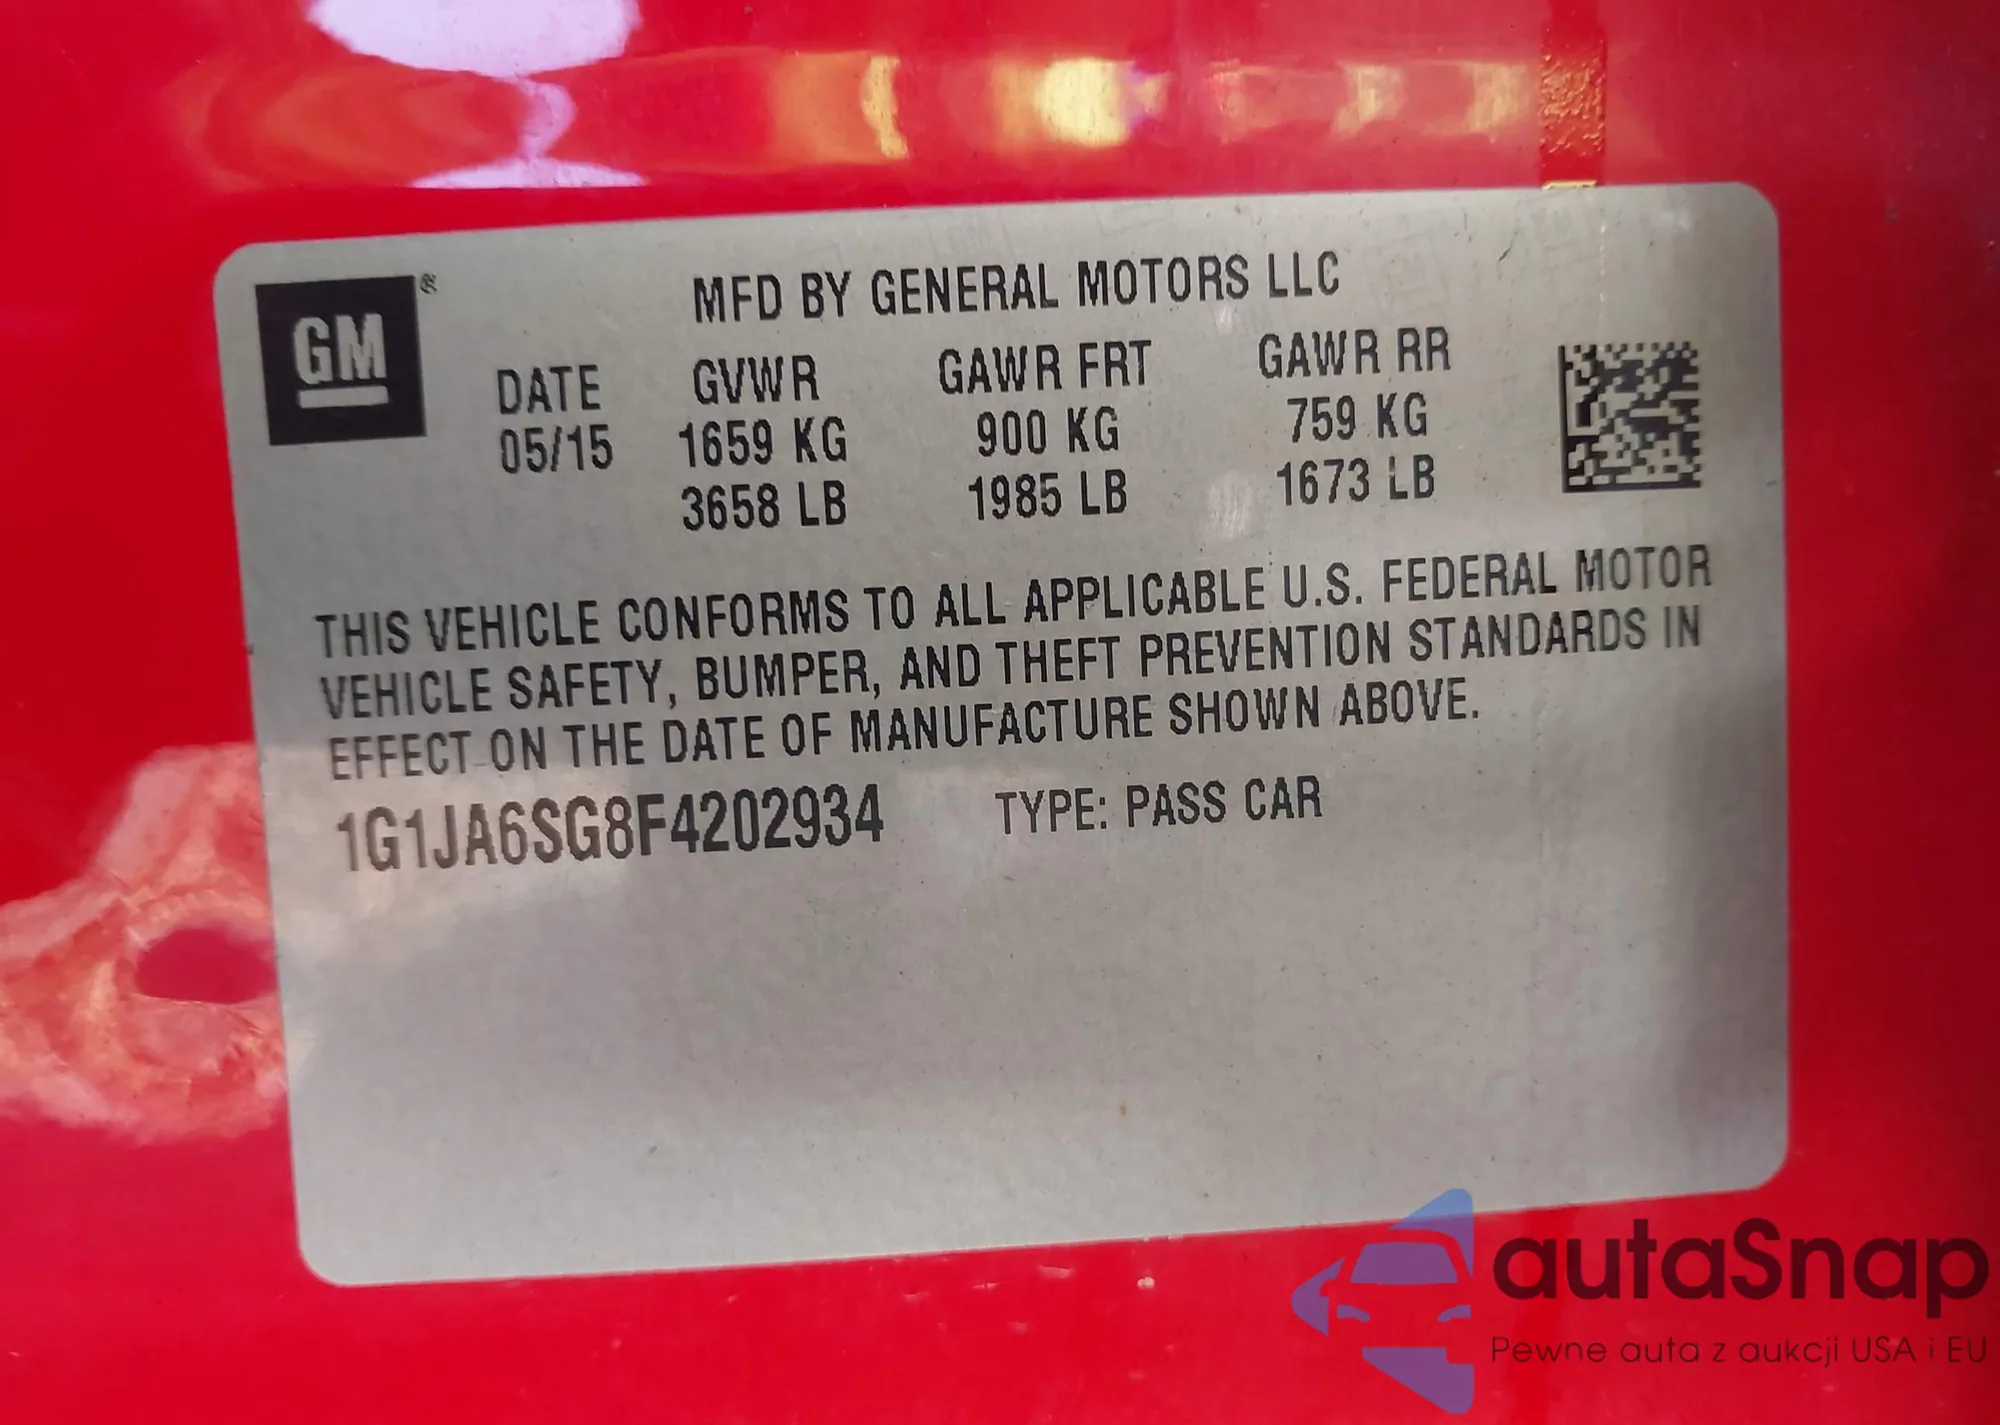 GM®
MFD BY GENERAL MOTORS LLC
DATE GVWR GAWR FRT GAWR RR
05/15 1659 KG 900 KG 759 KG
3658 LB 1985 LB 1673 LB
THIS VEHICLE CONFORMS TO ALL APPLICABLE U.S. FEDERAL MOTOR
VEHICLE SAFETY, BUMPER, AND THEFT PREVENTION STANDARDS IN
EFFECT ON THE DATE OF MANUFACTURE SHOWN ABOVE.
1G1JA6SG8F4202934 TYPE: PASS CAR
autaSnap
Pewne auta z aukcji USA i EU